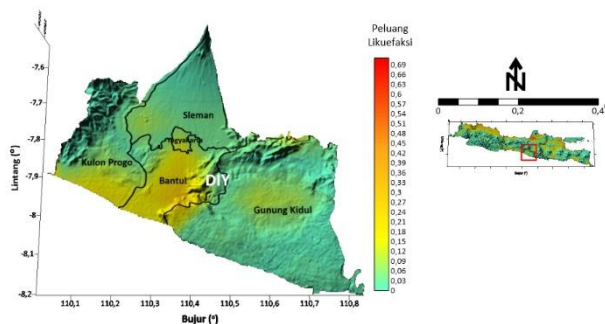 Peluang
Likuefaksi
0,69
0,66
0,63
0,6
0,57
0,54
0,51
0,48
0,45
0,42
0,39
0,36
0,33
0,3
0,27
0,24
0,21
0,18
0,15
0,12
0,09
0,06
0,03
0
N
0
0,2
0,4
-7,6
-7,7
-7,8
-7,9
-8
-8,1
-8,2
Lintang (°)
Sleman
Yogyakarta
Kulon Progo
Bantul
DIY
Gunung Kidul
110,1 110,2 110,3 110,4 110,5 110,6 110,7 110,8
Bujur (°)
Bujur (°)